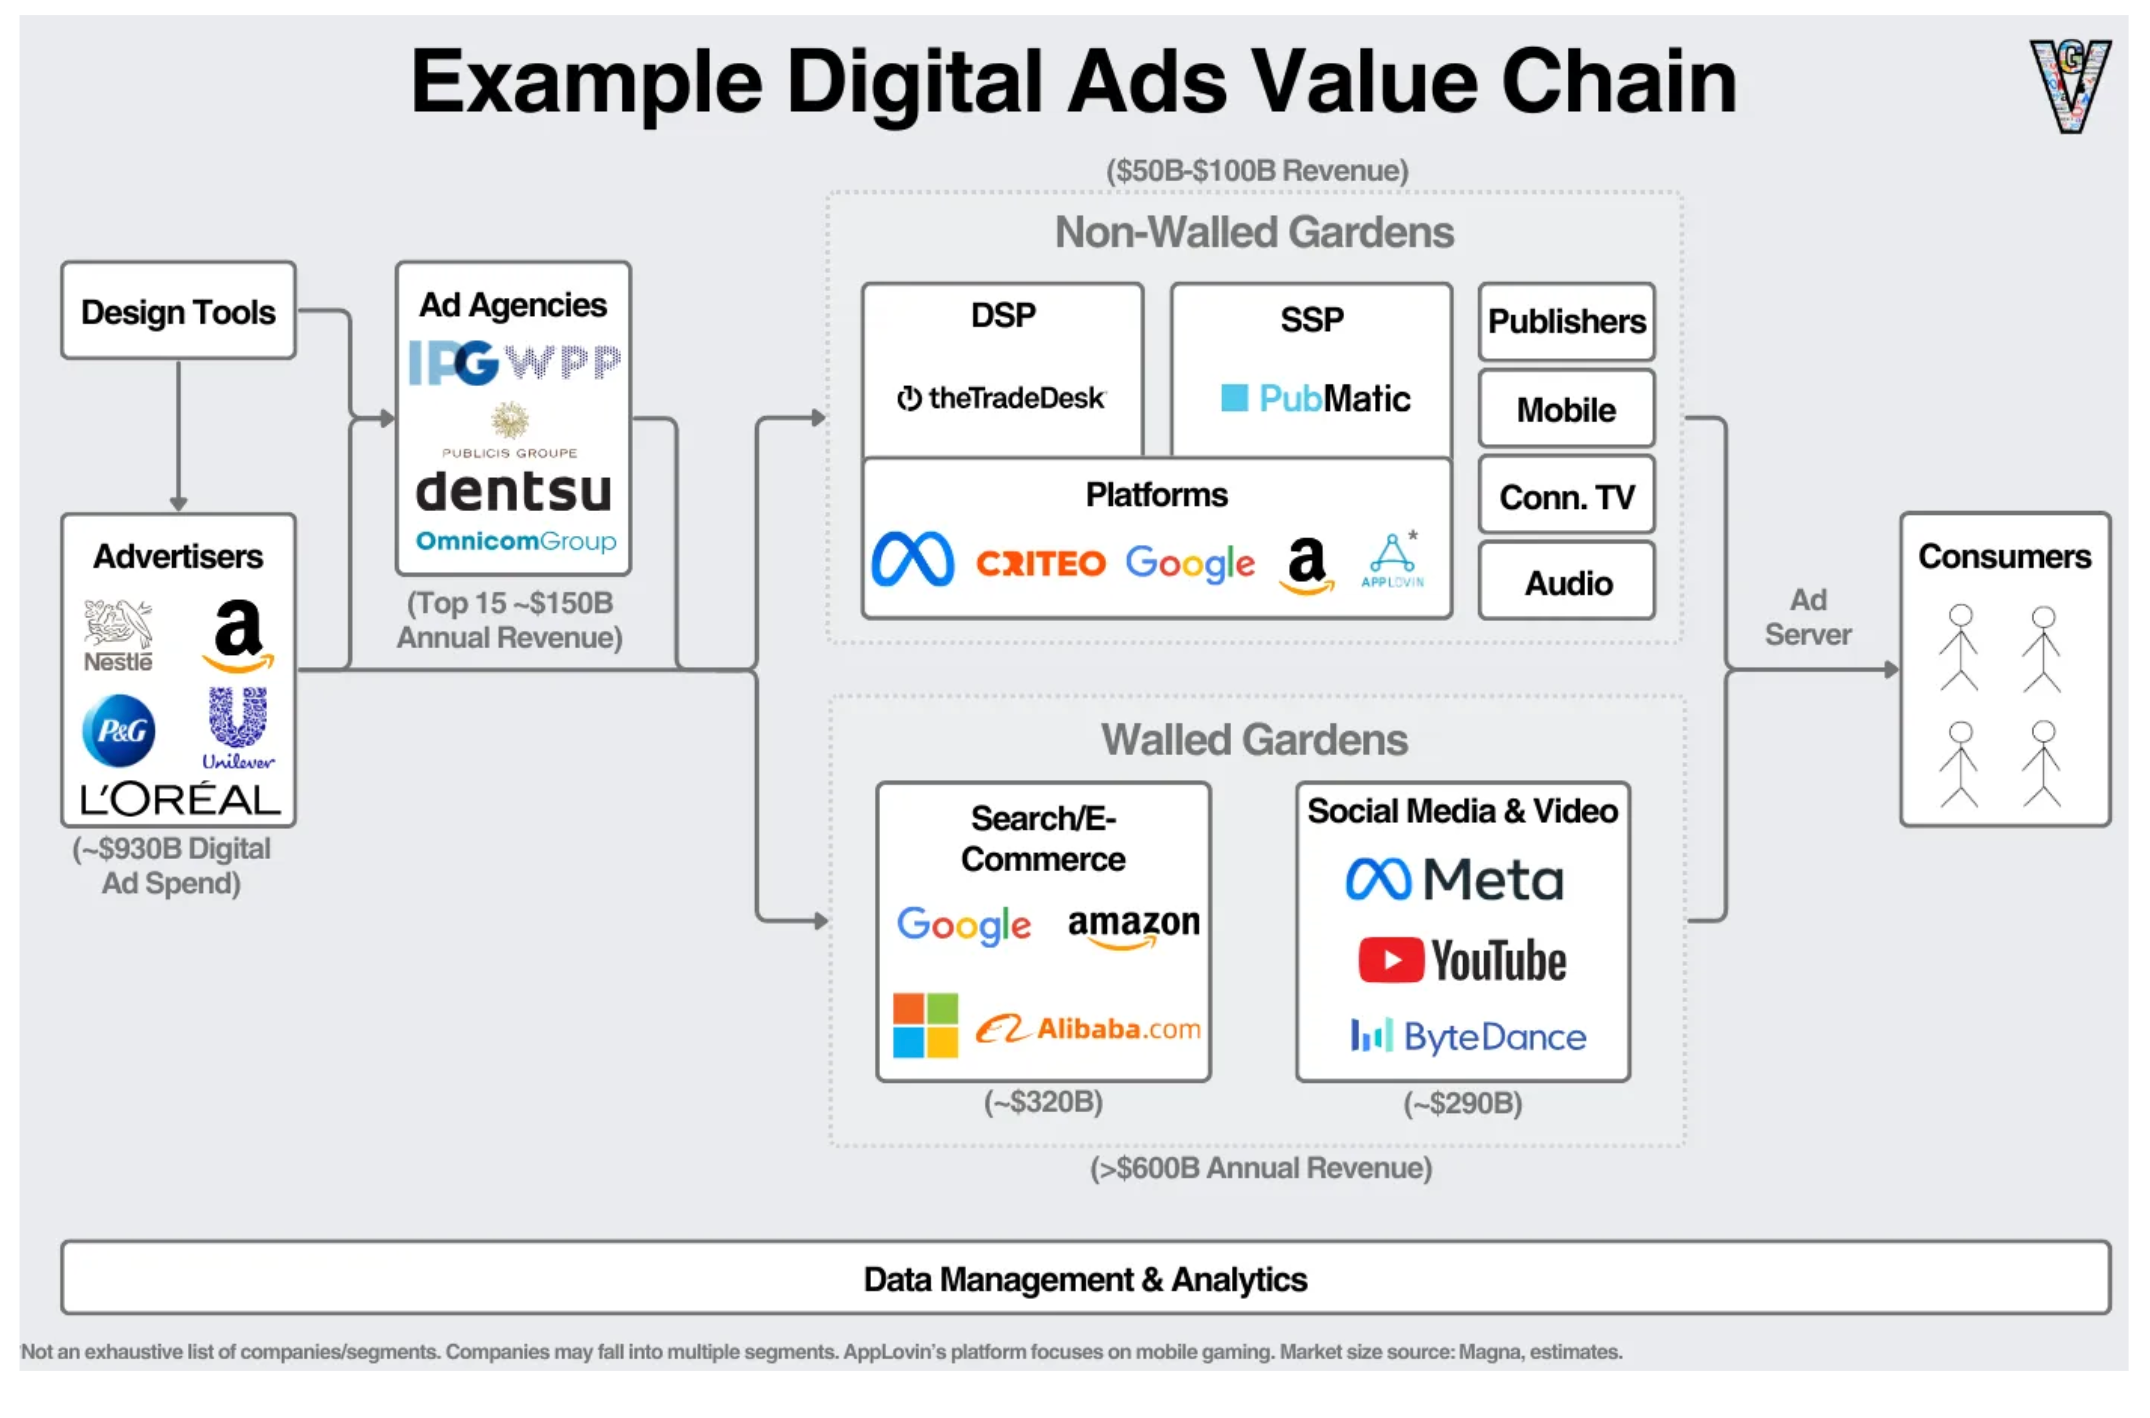 Example Digital Ads Value Chain
VG
($50B-$100B Revenue)
Non-Walled Gardens
Design Tools
Ad Agencies
IPG WPP
PUBLICIS GROUPE
dentsu
OmnicomGroup
(Top 15 ~$150B
Annual Revenue)
DSP
theTradeDesk
SSP
PubMatic
Platforms
CRITEO Google a APPLOVIN*
Publishers
Mobile
Conn. TV
Audio
Advertisers
Nestlé
a
P&G
Unilever
L'ORÉAL
(~$930B Digital
Ad Spend)
Ad
Server
Consumers
Walled Gardens
Search/E-
Commerce
Google amazon
Alibaba.com
(~$320B)
Social Media & Video
Meta
YouTube
ByteDance
(~$290B)
(>$600B Annual Revenue)
Data Management & Analytics
*Not an exhaustive list of companies/segments. Companies may fall into multiple segments. AppLovin's platform focuses on mobile gaming. Market size source: Magna, estimates.